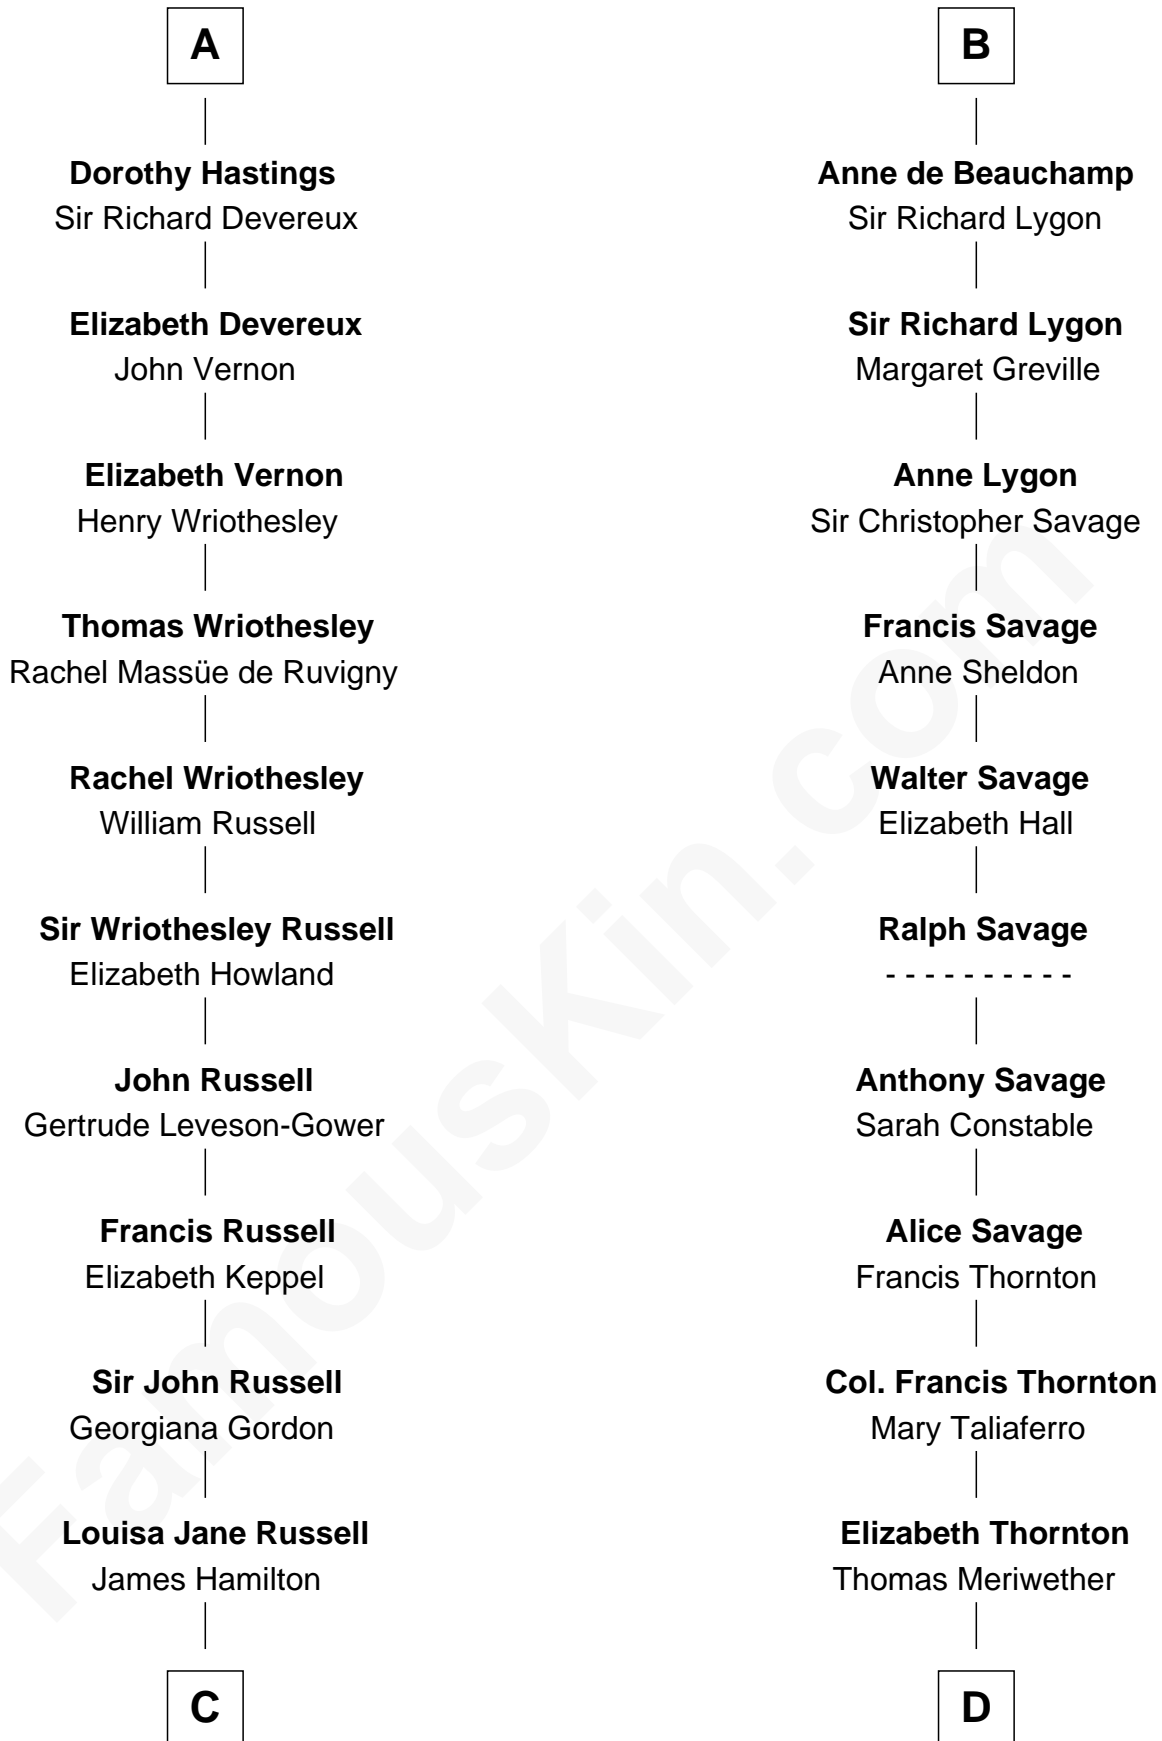 A
Dorothy Hastings
Sir Richard Devereux
Elizabeth Devereux
John Vernon
Elizabeth Vernon
Henry Wriothesley
Thomas Wriothesley
Rachel Massüe de Ruvigny
Rachel Wriothesley
William Russell
Sir Wriothesley Russell
Elizabeth Howland
John Russell
Gertrude Leveson-Gower
Francis Russell
Elizabeth Keppel
Sir John Russell
Georgiana Gordon
Louisa Jane Russell
James Hamilton
C
B
Anne de Beauchamp
Sir Richard Lygon
Sir Richard Lygon
Margaret Greville
Anne Lygon
Sir Christopher Savage
Francis Savage
Anne Sheldon
Walter Savage
Elizabeth Hall
Ralph Savage
- - - - - - - - - -
Anthony Savage
Sarah Constable
Alice Savage
Francis Thornton
Col. Francis Thornton
Mary Taliaferro
Elizabeth Thornton
Thomas Meriwether
D
FamousKin.com